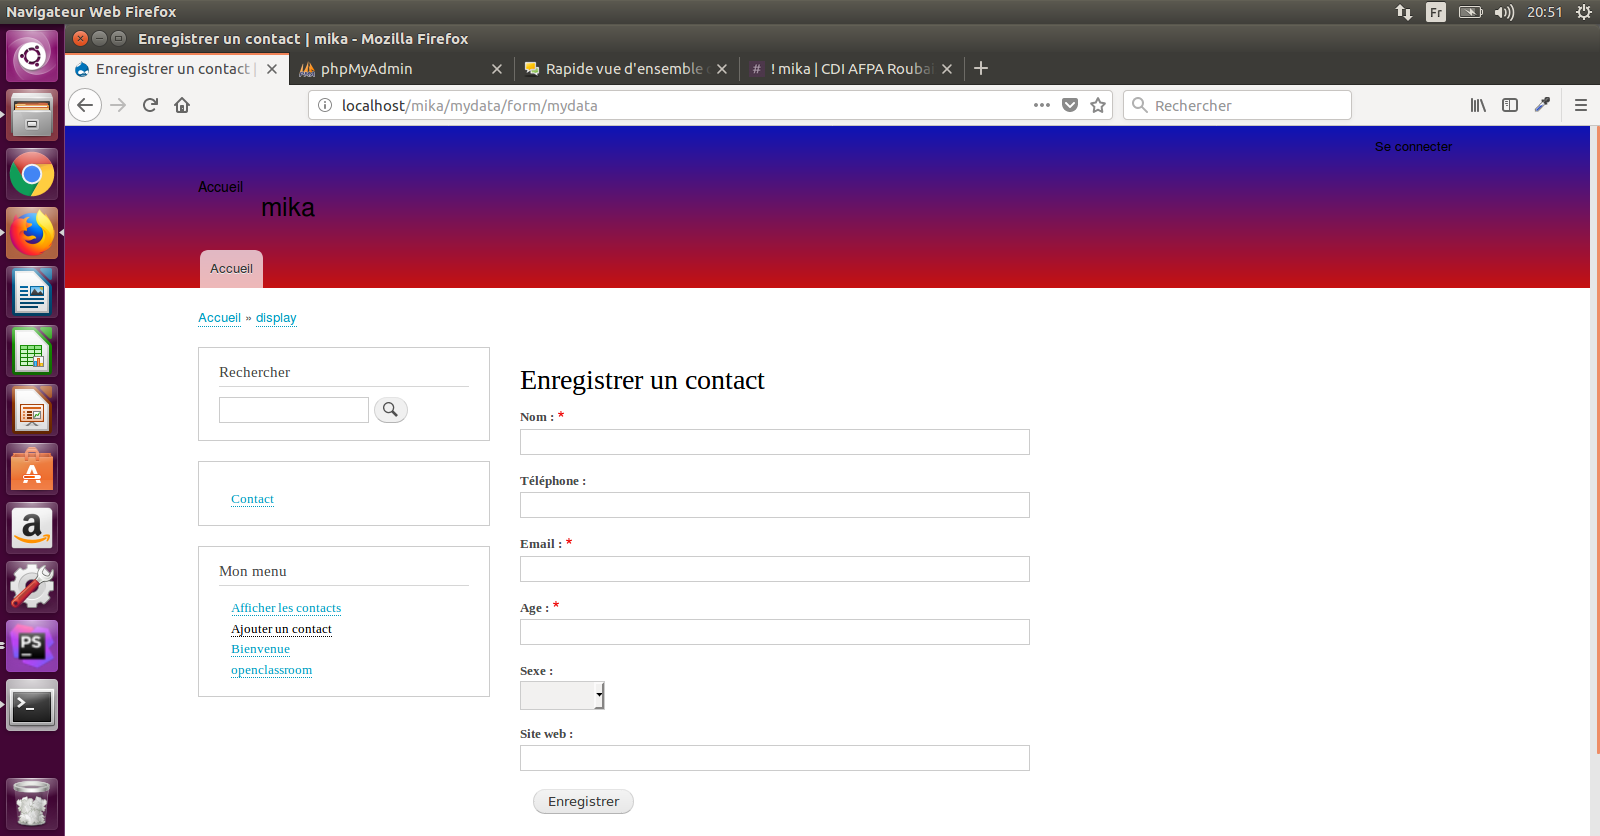 Navigateur Web Firefox
Fr
20:51
Enregistrer un contact | mika - Mozilla Firefox
Enregistrer un contact |
phpMyAdmin
Rapide vue d'ensemble
! mika | CDI AFPA Roubai
localhost/mika/mydata/form/mydata
Rechercher
Se connecter
Accueil
mika
Accueil
Accueil » display
Rechercher
Contact
Mon menu
Afficher les contacts
Ajouter un contact
Bienvenue
openclassroom
Enregistrer un contact
Nom : *
Téléphone :
Email : *
Age : *
Sexe :
Site web :
Enregistrer
PS